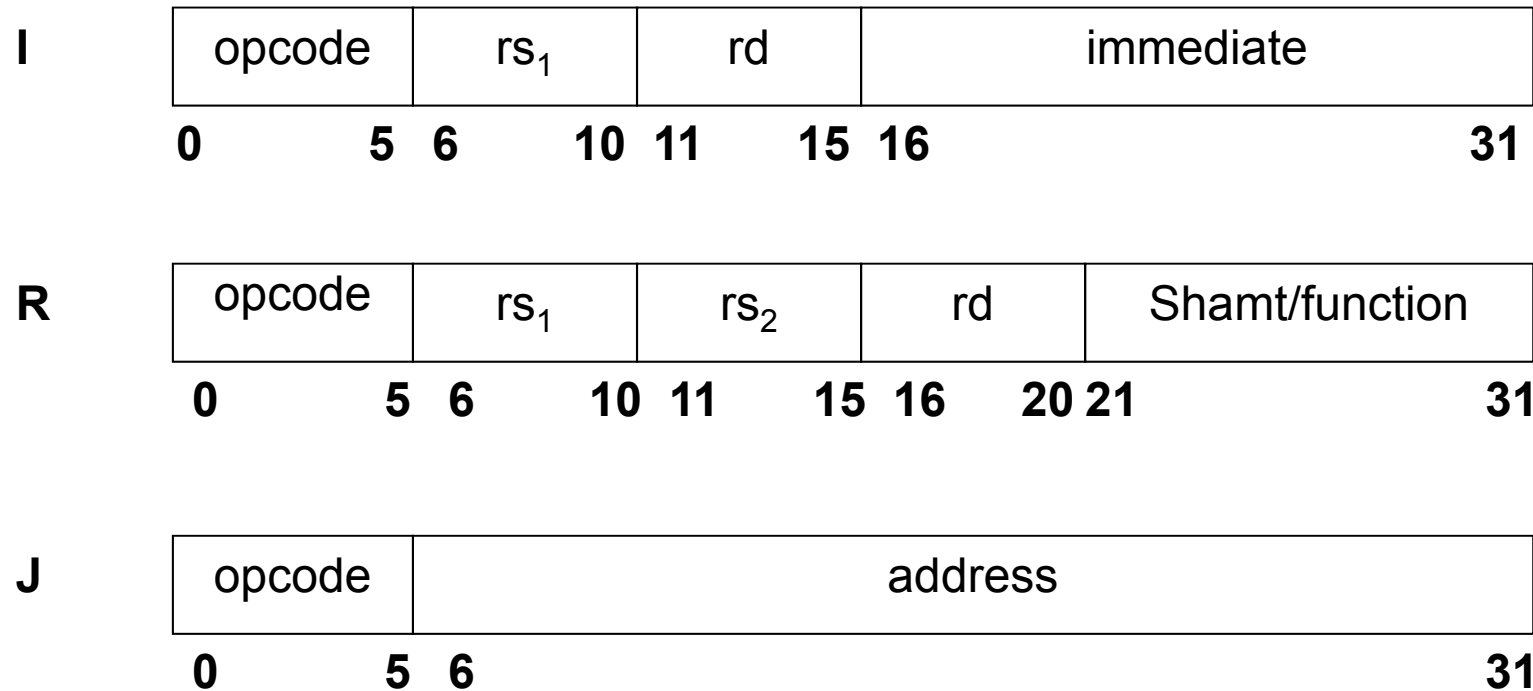 I opcode rs₁ rd immediate
0 5 6 10 11 15 16 31
R opcode rs₁ rs₂ rd Shamt/function
0 5 6 10 11 15 16 20 21 31
J opcode address
0 5 6 31